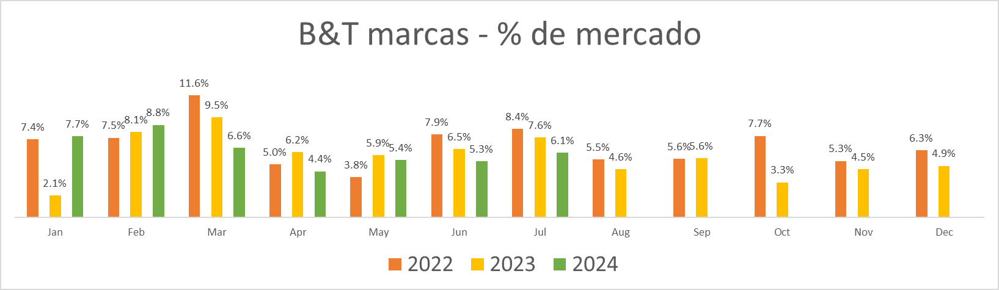 B&T marcas - % de mercado
7.4% 2.1% 7.7% 7.5% 8.1% 8.8% 11.6% 9.5% 6.6% 5.0% 6.2% 4.4% 3.8% 5.9% 5.4% 7.9% 6.5% 5.3% 8.4% 7.6% 6.1% 5.5% 4.6% 5.6% 5.6% 7.7% 3.3% 5.3% 4.5% 6.3% 4.9%
Jan Feb Mar Apr May Jun Jul Aug Sep Oct Nov Dec
2022 2023 2024